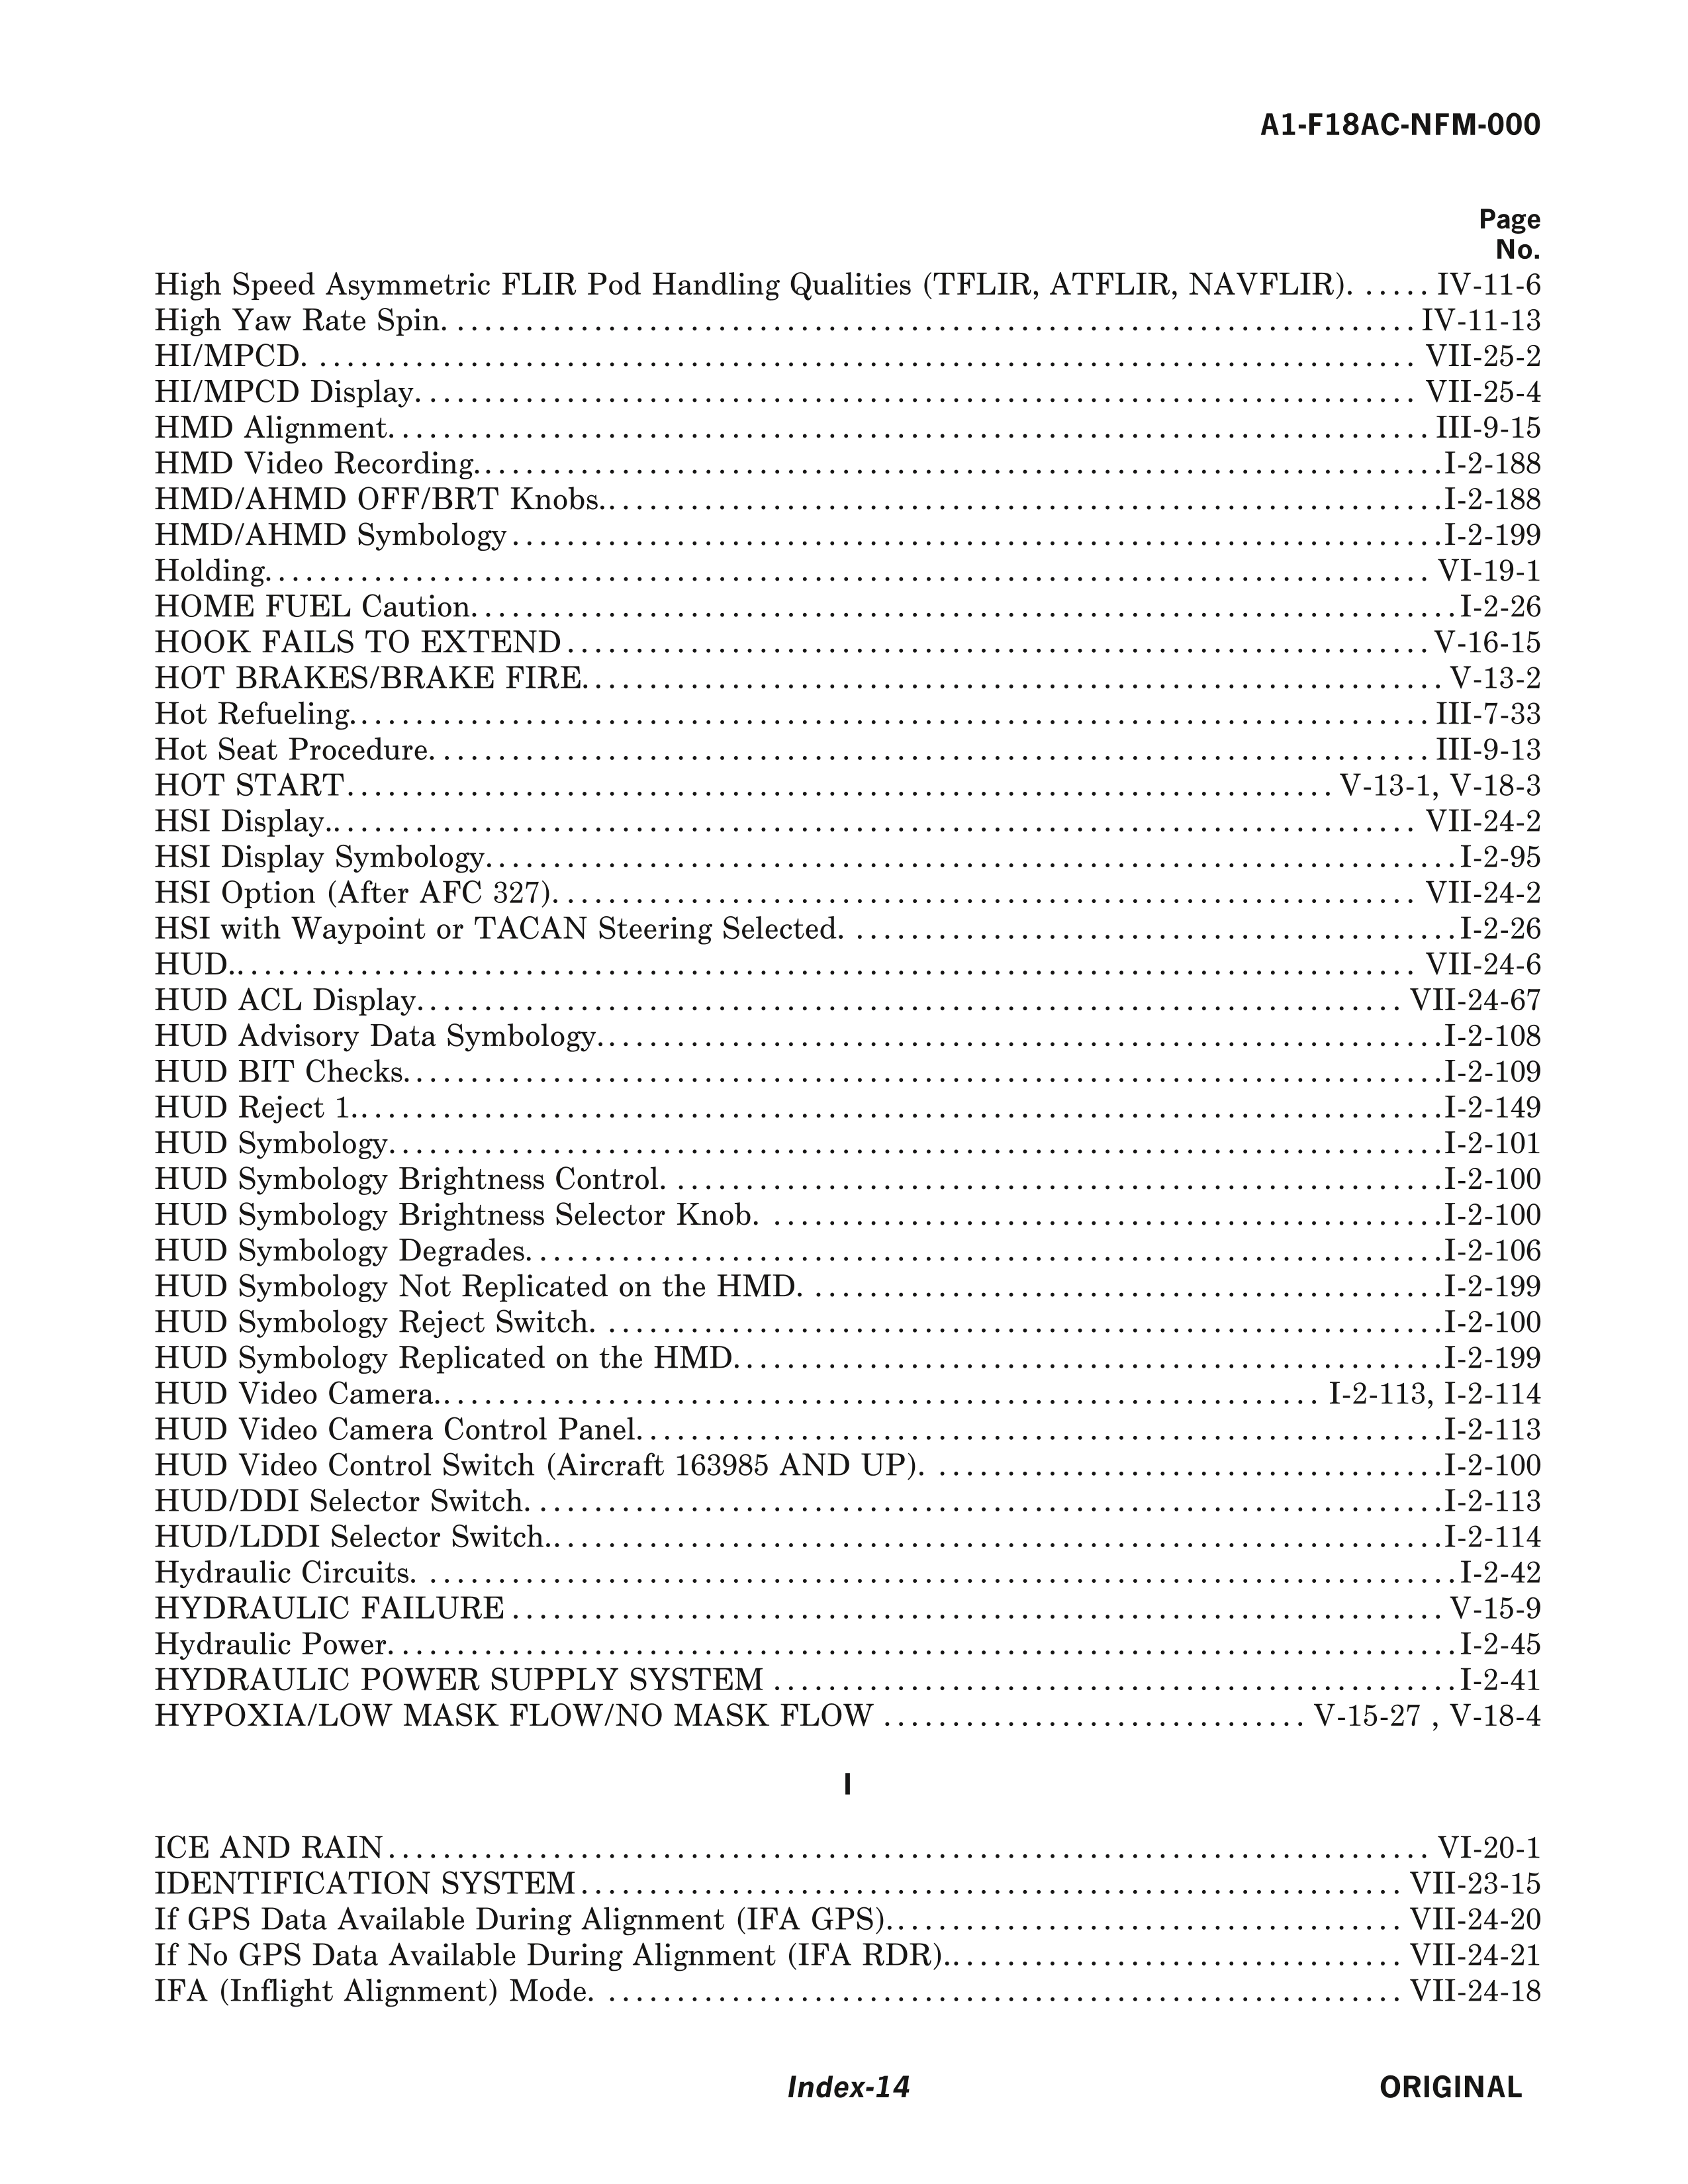 A1-F18AC-NFM-000
Page
No.
High Speed Asymmetric FLIR Pod Handling Qualities (TFLIR, ATFLIR, NAVFLIR). ..... IV-11-6
High Yaw Rate Spin. ..... IV-11-13
HI/MPCD. ..... VII-25-2
HI/MPCD Display. ..... VII-25-4
HMD Alignment. ..... III-9-15
HMD Video Recording. ..... I-2-188
HMD/AHMD OFF/BRT Knobs. ..... I-2-188
HMD/AHMD Symbology ..... I-2-199
Holding. ..... VI-19-1
HOME FUEL Caution. ..... I-2-26
HOOK FAILS TO EXTEND ..... V-16-15
HOT BRAKES/BRAKE FIRE. ..... V-13-2
Hot Refueling. ..... III-7-33
Hot Seat Procedure. ..... III-9-13
HOT START ..... V-13-1, V-18-3
HSI Display. ..... VII-24-2
HSI Display Symbology. ..... I-2-95
HSI Option (After AFC 327). ..... VII-24-2
HSI with Waypoint or TACAN Steering Selected. ..... I-2-26
HUD. ..... VII-24-6
HUD ACL Display. ..... VII-24-67
HUD Advisory Data Symbology. ..... I-2-108
HUD BIT Checks. ..... I-2-109
HUD Reject 1. ..... I-2-149
HUD Symbology. ..... I-2-101
HUD Symbology Brightness Control. ..... I-2-100
HUD Symbology Brightness Selector Knob. ..... I-2-100
HUD Symbology Degrades. ..... I-2-106
HUD Symbology Not Replicated on the HMD. ..... I-2-199
HUD Symbology Reject Switch. ..... I-2-100
HUD Symbology Replicated on the HMD. ..... I-2-199
HUD Video Camera. ..... I-2-113, I-2-114
HUD Video Camera Control Panel. ..... I-2-113
HUD Video Control Switch (Aircraft 163985 AND UP). ..... I-2-100
HUD/DDI Selector Switch. ..... I-2-113
HUD/LDDI Selector Switch. ..... I-2-114
Hydraulic Circuits. ..... I-2-42
HYDRAULIC FAILURE ..... V-15-9
Hydraulic Power. ..... I-2-45
HYDRAULIC POWER SUPPLY SYSTEM ..... I-2-41
HYPOXIA/LOW MASK FLOW/NO MASK FLOW ..... V-15-27 , V-18-4
I
ICE AND RAIN ..... VI-20-1
IDENTIFICATION SYSTEM ..... VII-23-15
If GPS Data Available During Alignment (IFA GPS). ..... VII-24-20
If No GPS Data Available During Alignment (IFA RDR). ..... VII-24-21
IFA (Inflight Alignment) Mode. ..... VII-24-18
Index-14
ORIGINAL